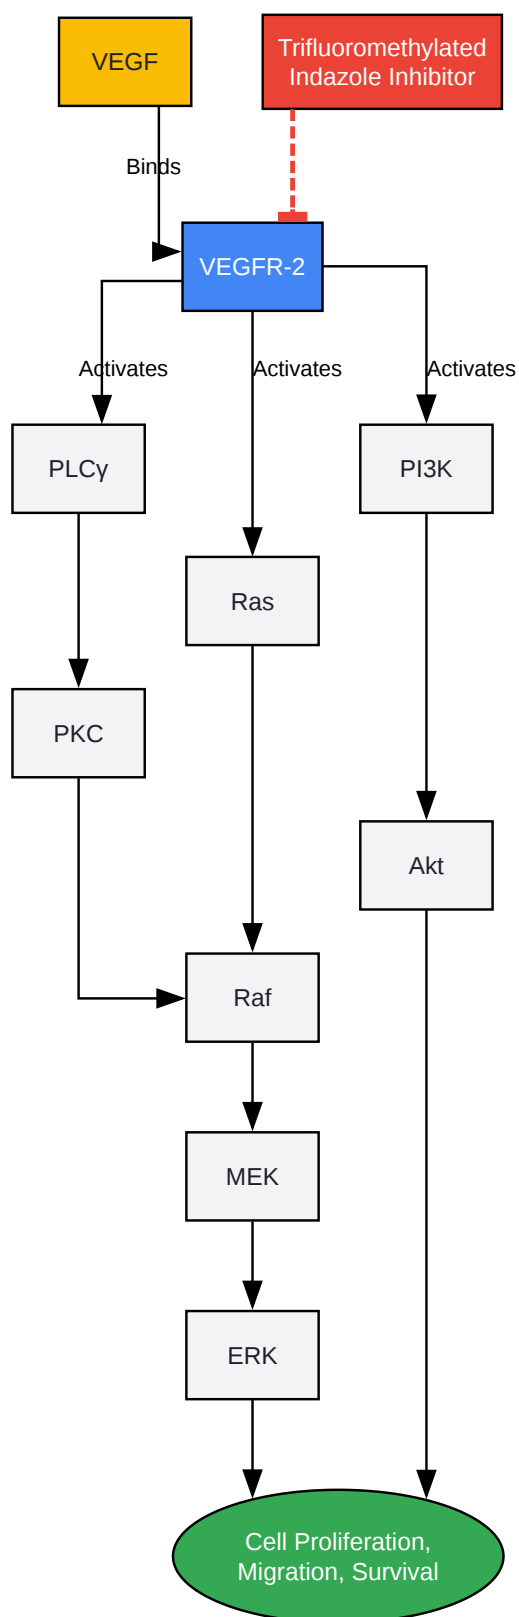 VEGF
Trifluoromethylated
Indazole Inhibitor
Binds
VEGFR-2
Activates
Activates
Activates
PLCγ
PI3K
Ras
PKC
Akt
Raf
MEK
ERK
Cell Proliferation,
Migration, Survival